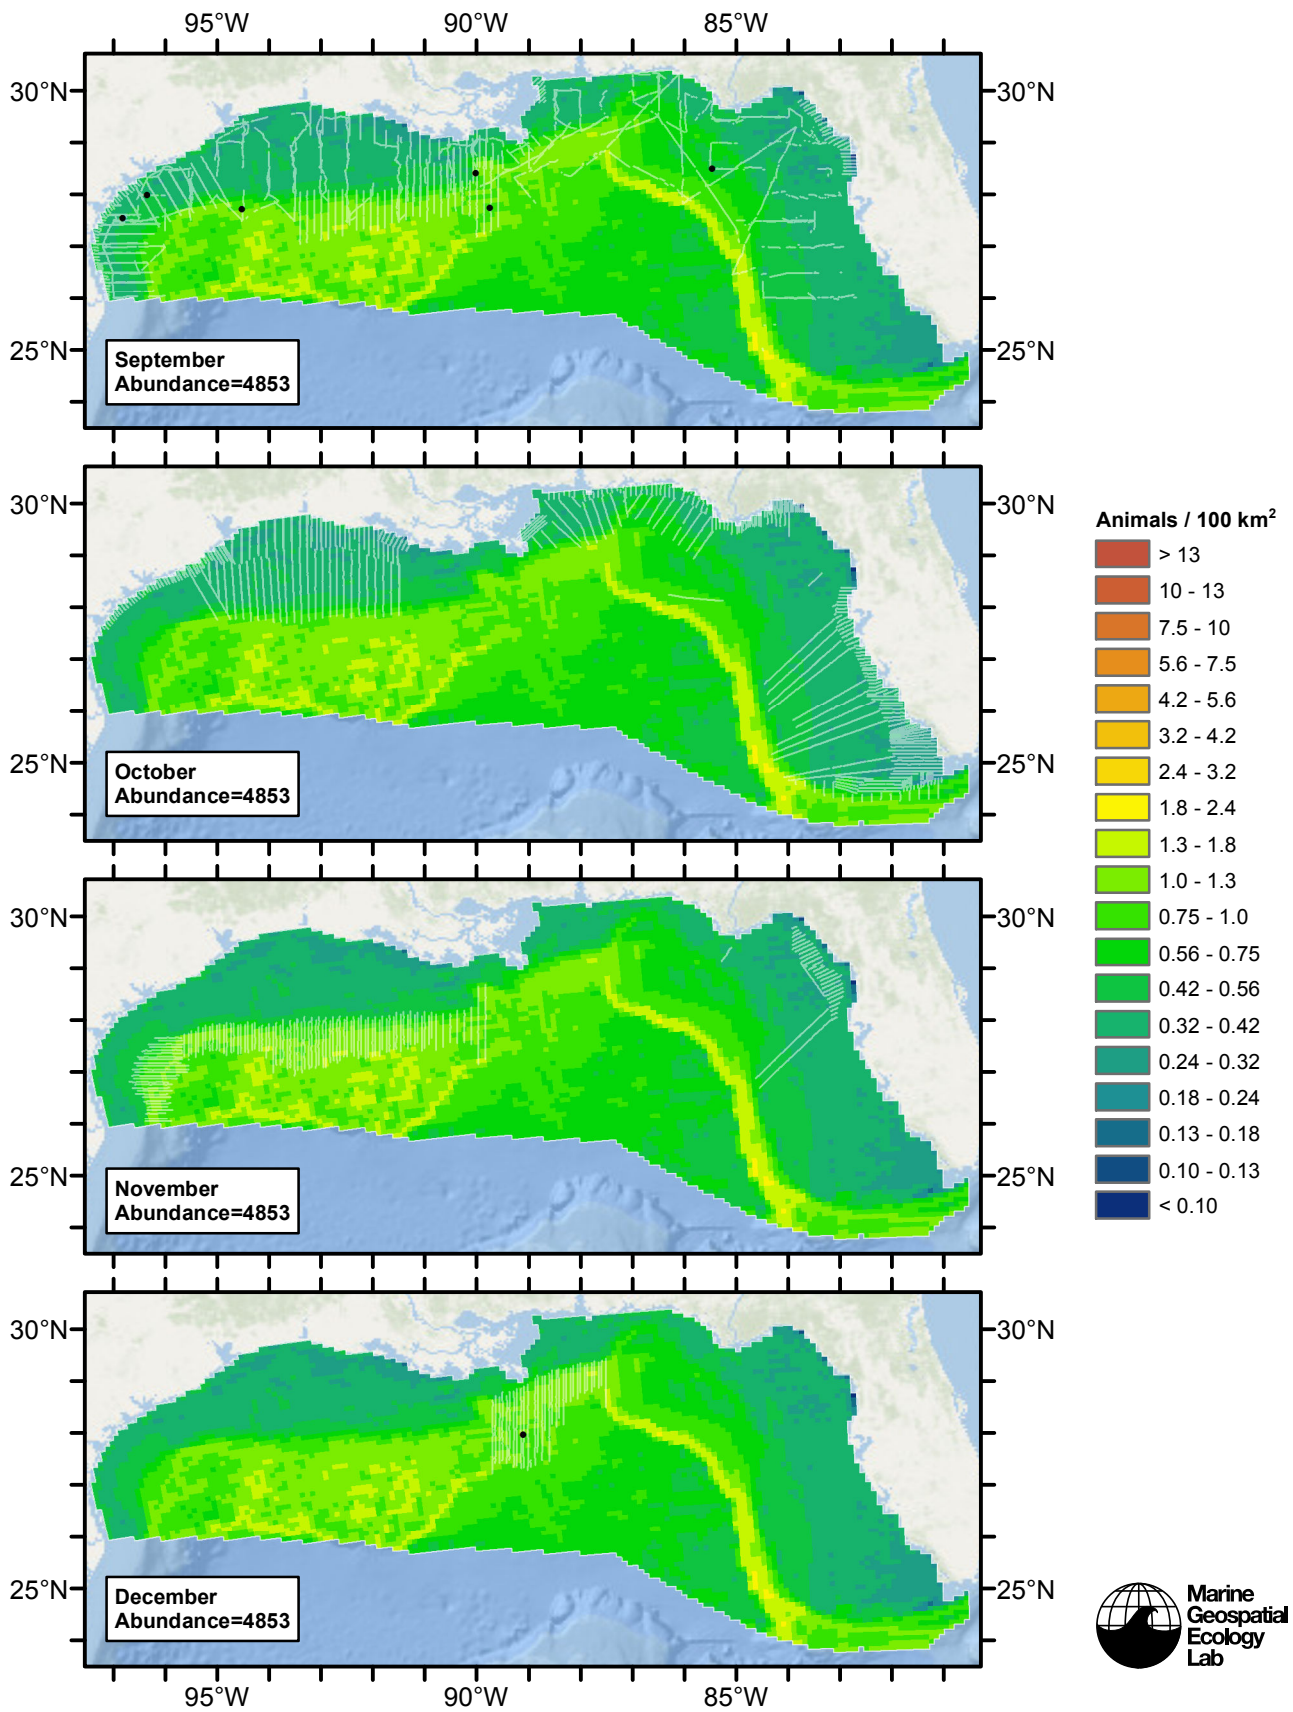 95°W 90°W 85°W
30°N 30°N
25°N 25°N
September
Abundance=4853
30°N 30°N
25°N 25°N
October
Abundance=4853
30°N 30°N
25°N 25°N
November
Abundance=4853
30°N 30°N
25°N 25°N
December
Abundance=4853
95°W 90°W 85°W
Animals / 100 km²
> 13
10 - 13
7.5 - 10
5.6 - 7.5
4.2 - 5.6
3.2 - 4.2
2.4 - 3.2
1.8 - 2.4
1.3 - 1.8
1.0 - 1.3
0.75 - 1.0
0.56 - 0.75
0.42 - 0.56
0.32 - 0.42
0.24 - 0.32
0.18 - 0.24
0.13 - 0.18
0.10 - 0.13
< 0.10
Marine
Geospatial
Ecology
Lab